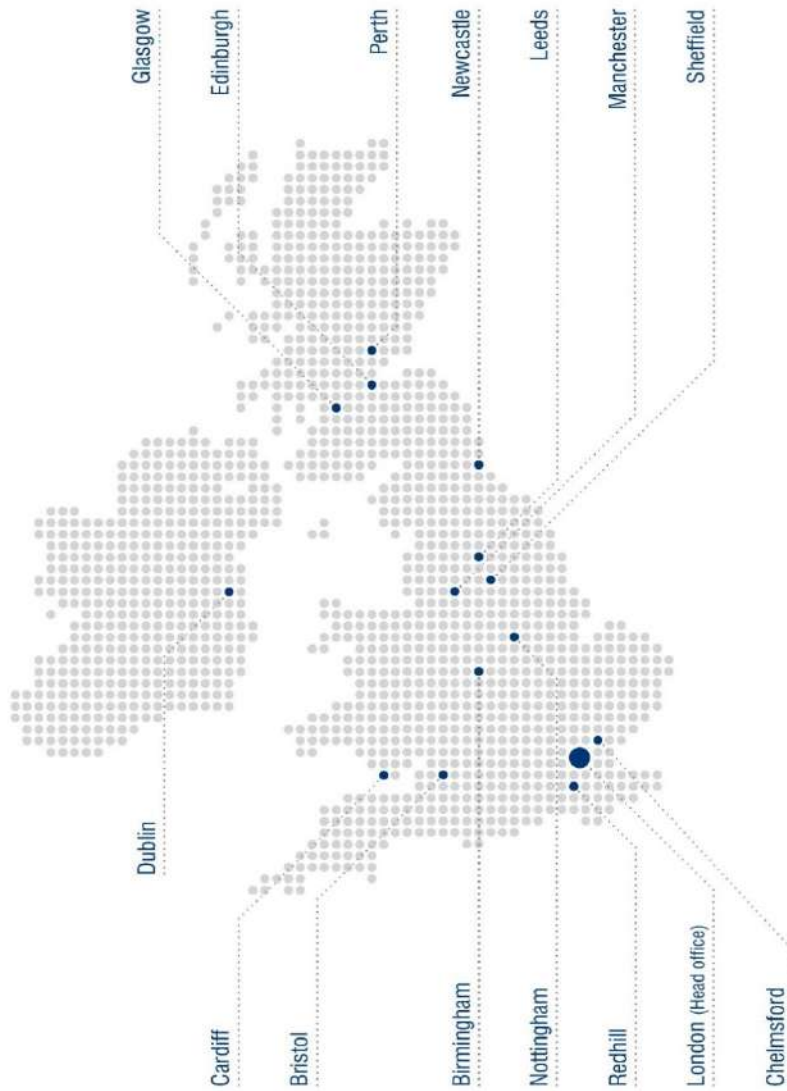 Glasgow
Edinburgh
Perth
Newcastle
Leeds
Manchester
Sheffield
Dublin
Cardiff
Bristol
Birmingham
Nottingham
Redhill
London (Head office)
Chelmsford